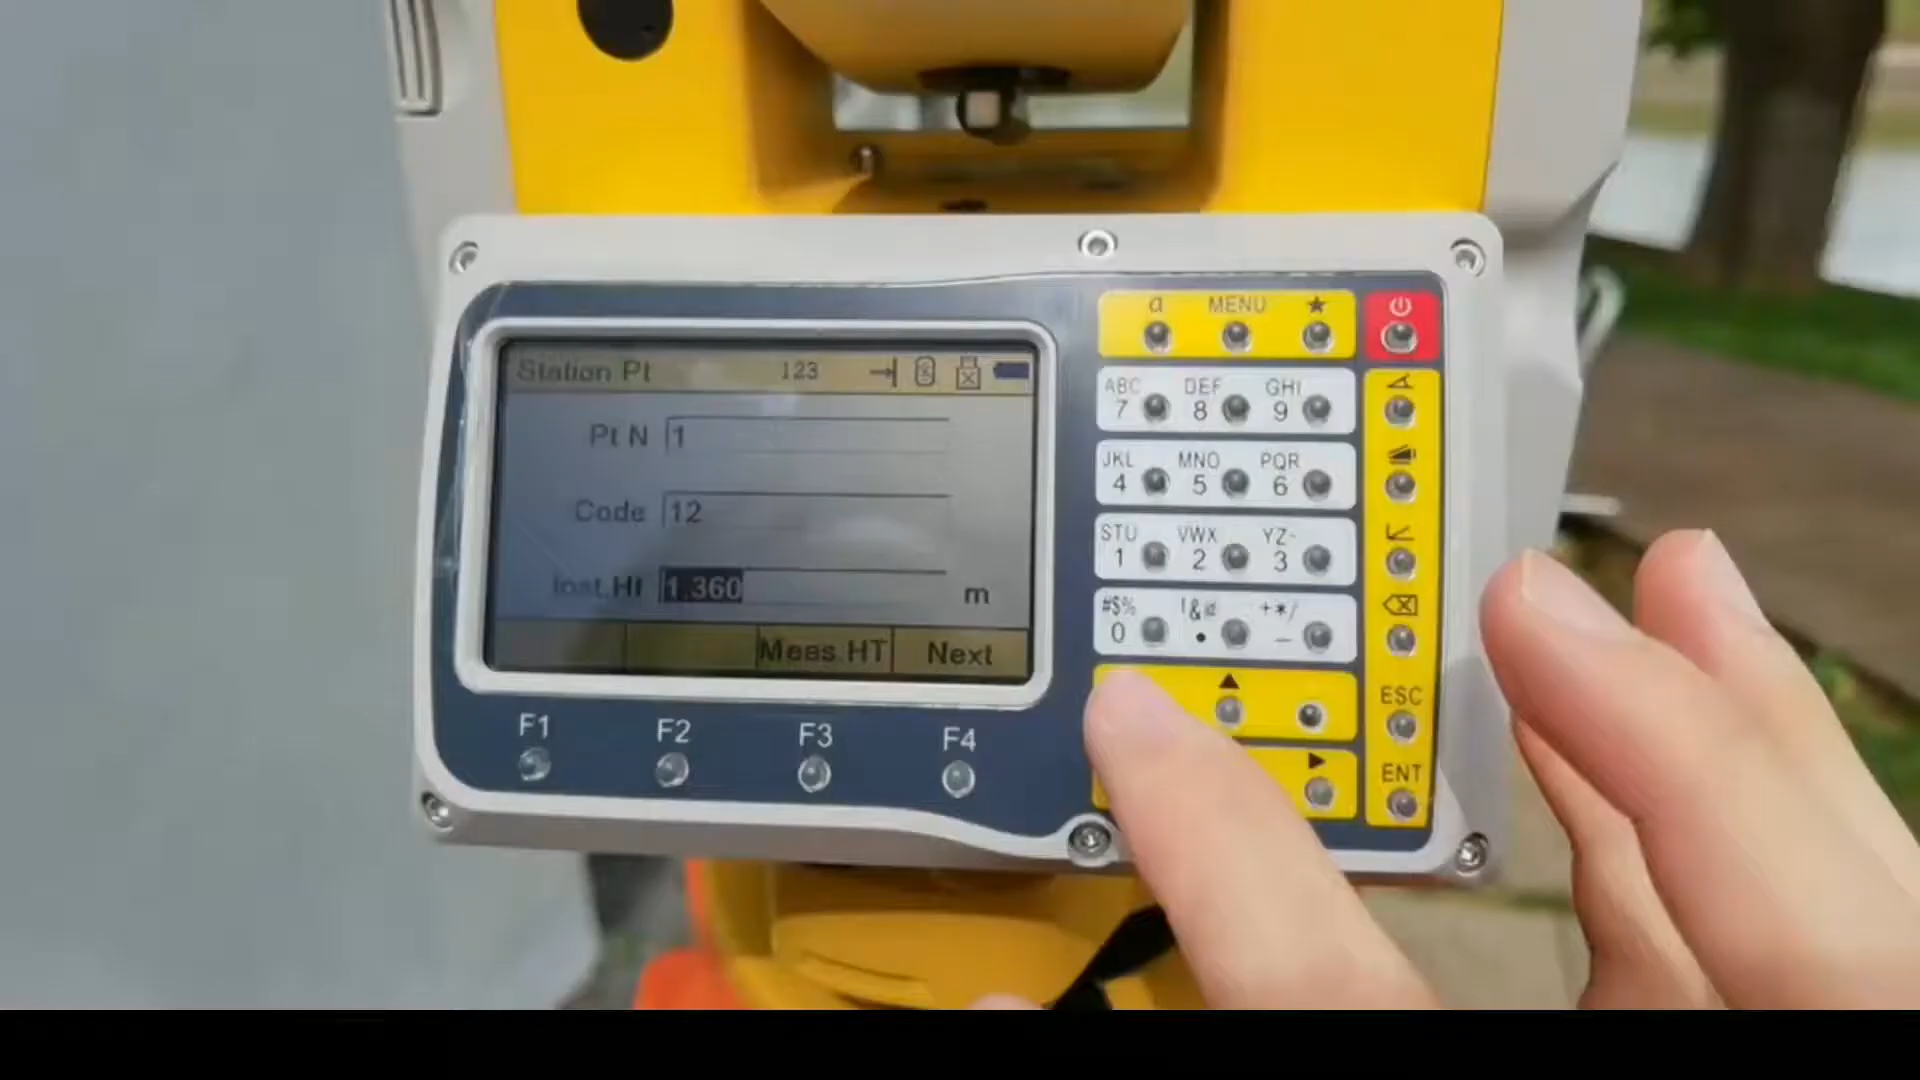 Station Pt 123
Pt N 1
Code 12
Inst.Ht 1.360 m
Meas.HT Next
F1 F2 F3 F4
α MENU ★
ABC DEF GHI
7 8 9
JKL MNO PQR
4 5 6
STU VWX YZ-
1 2 3
#$% !&@ +*/
0 • –
ESC
ENT